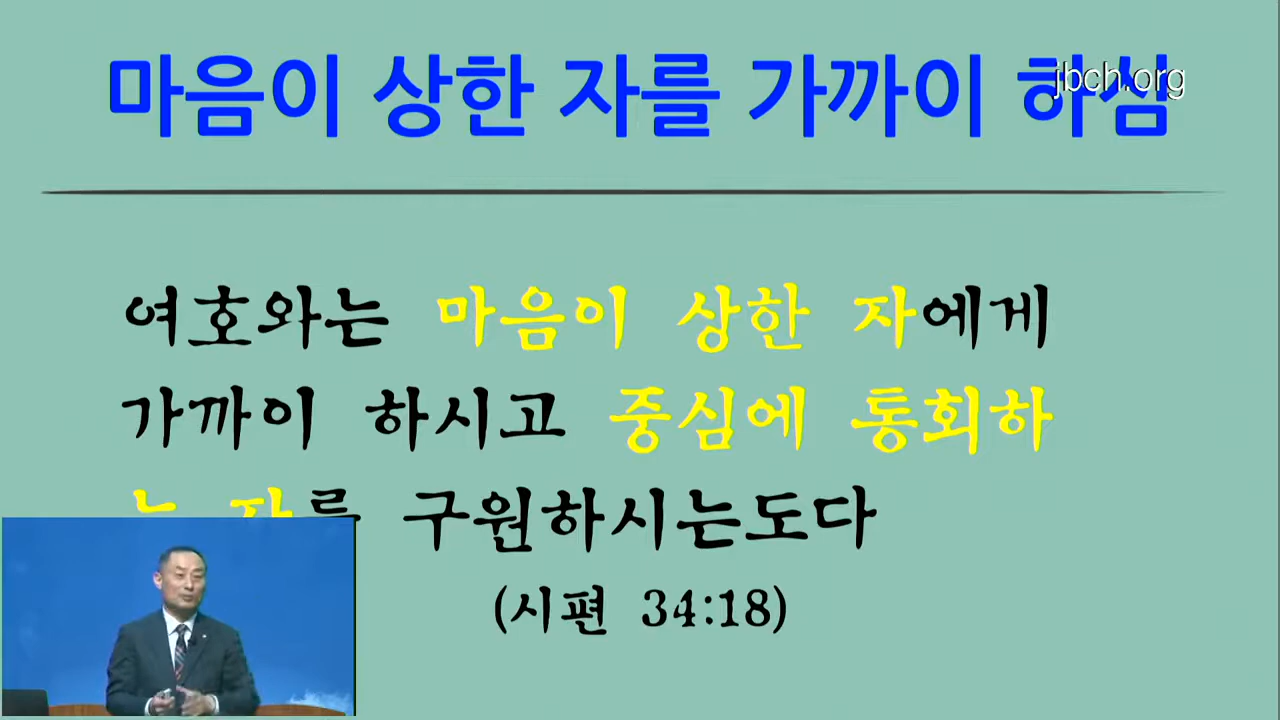 마음이 상한 자를 가까이 하심
jbch.org
여호와는 마음이 상한 자에게
가까이 하시고 중심에 통회하
는 자를 구원하시는도다
(시편 34:18)